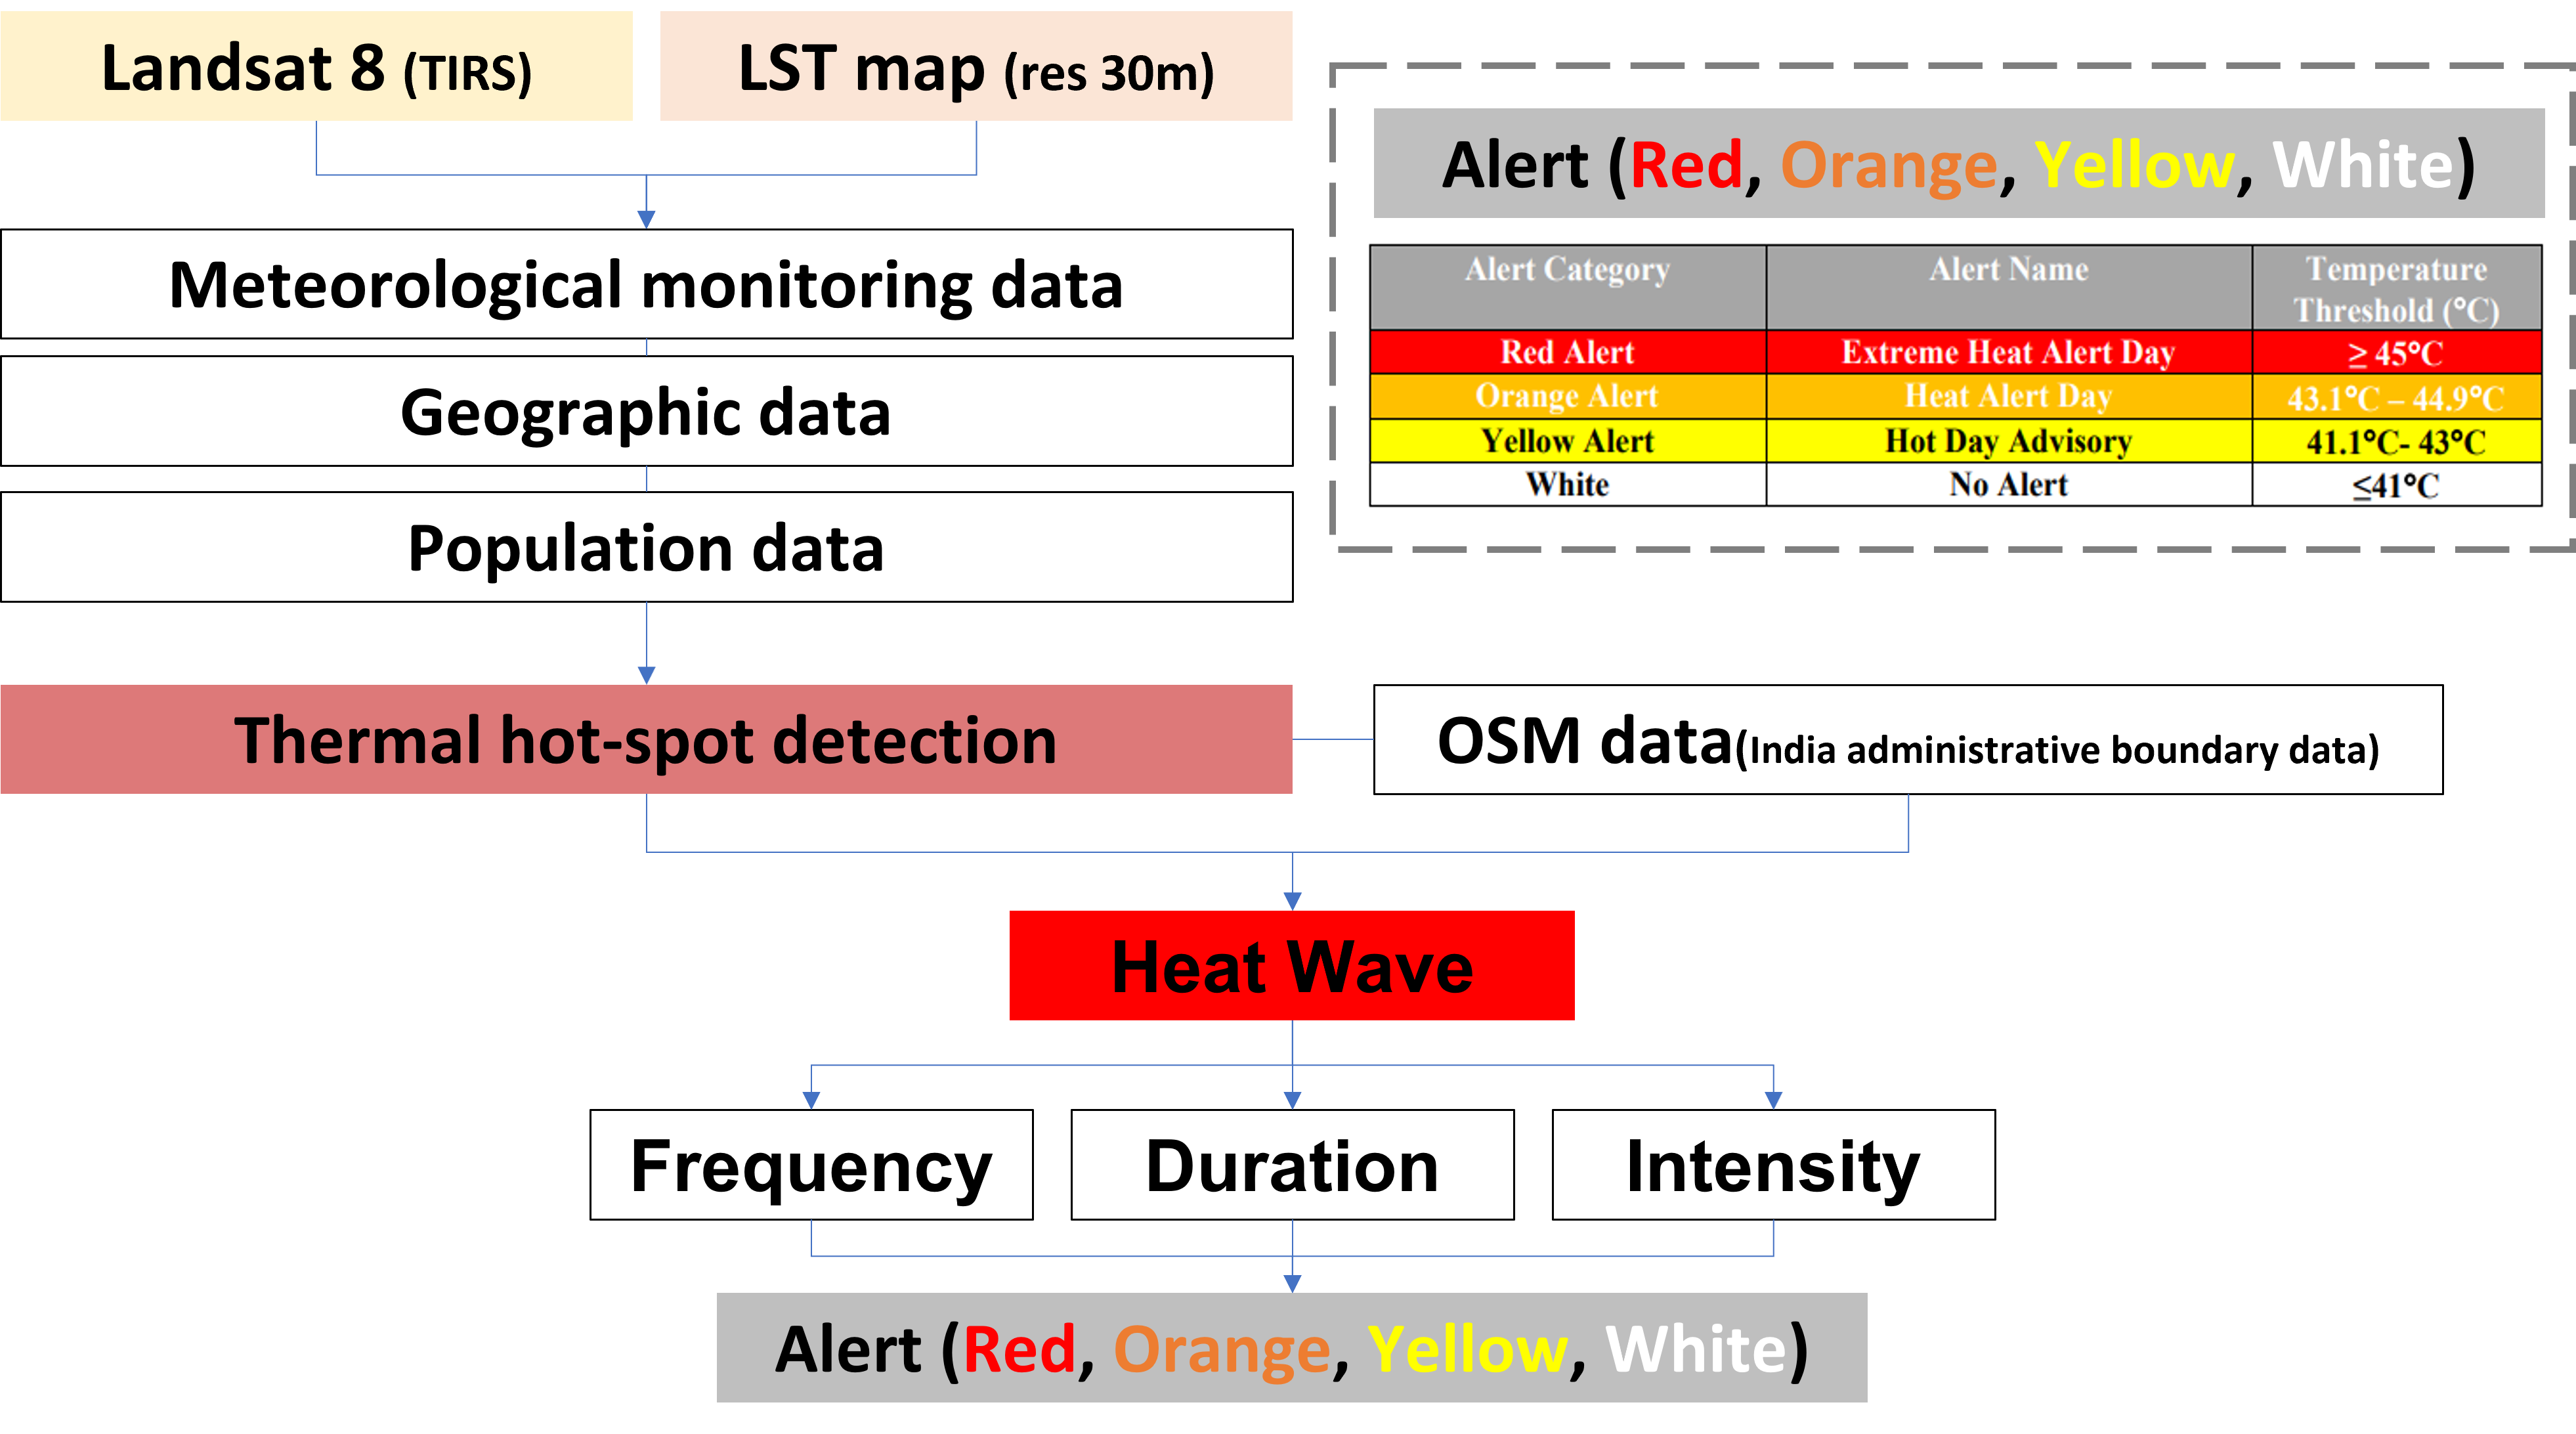 Landsat 8 (TIRS)
LST map (res 30m)
Meteorological monitoring data
Geographic data
Population data
Alert (Red, Orange, Yellow, White)
Alert Category
Alert Name
Temperature
Threshold (°C)
Red Alert
Extreme Heat Alert Day
≥ 45°C
Orange Alert
Heat Alert Day
43.1°C – 44.9°C
Yellow Alert
Hot Day Advisory
41.1°C- 43°C
White
No Alert
≤41°C
Thermal hot-spot detection
OSM data(India administrative boundary data)
Heat Wave
Frequency
Duration
Intensity
Alert (Red, Orange, Yellow, White)